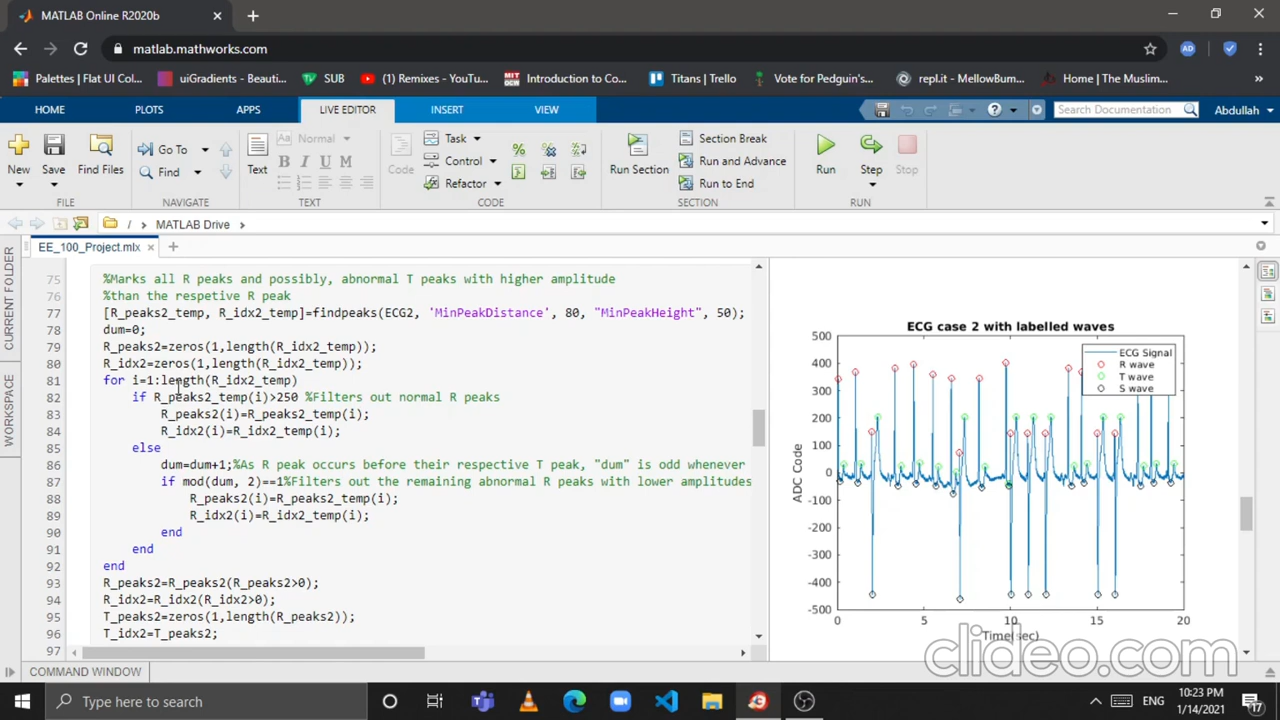 MATLAB Online R2020b
matlab.mathworks.com
AD
Palettes | Flat UI Col...
uiGradients - Beauti...
SUB
(1) Remixes - YouTu...
Introduction to Co...
Titans | Trello
Vote for Pedguin's...
repl.it - MellowBum...
Home | The Muslim...
»
HOME PLOTS APPS LIVE EDITOR INSERT VIEW
Search Documentation
Abdullah
New
Save
Find Files
FILE
Go To
Find
NAVIGATE
Text
Aa Normal
B I U M
TEXT
Code
Task
Control
Refactor
CODE
Run Section
Section Break
Run and Advance
Run to End
SECTION
Run
Step
Stop
RUN
/ > MATLAB Drive >
EE_100_Project.mlx
CURRENT FOLDER
WORKSPACE
75 %Marks all R peaks and possibly, abnormal T peaks with higher amplitude
76 %than the respetive R peak
77 [R_peaks2_temp, R_idx2_temp]=findpeaks(ECG2, 'MinPeakDistance', 80, "MinPeakHeight", 50);
78 dum=0;
79 R_peaks2=zeros(1,length(R_idx2_temp));
80 R_idx2=zeros(1,length(R_idx2_temp));
81 for i=1:length(R_idx2_temp)
82 if R_peaks2_temp(i)>250 %Filters out normal R peaks
83 R_peaks2(i)=R_peaks2_temp(i);
84 R_idx2(i)=R_idx2_temp(i);
85 else
86 dum=dum+1;%As R peak occurs before their respective T peak, "dum" is odd whenever
87 if mod(dum, 2)==1%Filters out the remaining abnormal R peaks with lower amplitudes
88 R_peaks2(i)=R_peaks2_temp(i);
89 R_idx2(i)=R_idx2_temp(i);
90 end
91 end
92 end
93 R_peaks2=R_peaks2(R_peaks2>0);
94 R_idx2=R_idx2(R_idx2>0);
95 T_peaks2=zeros(1,length(R_peaks2));
96 T_idx2=T_peaks2;
97
ECG case 2 with labelled waves
ECG Signal
R wave
T wave
S wave
ADC Code
500
400
300
200
100
0
-100
-200
-300
-400
-500
0 5 10 15 20
Time(sec)
clideo.com
COMMAND WINDOW
Type here to search
ENG
10:23 PM
1/14/2021
17